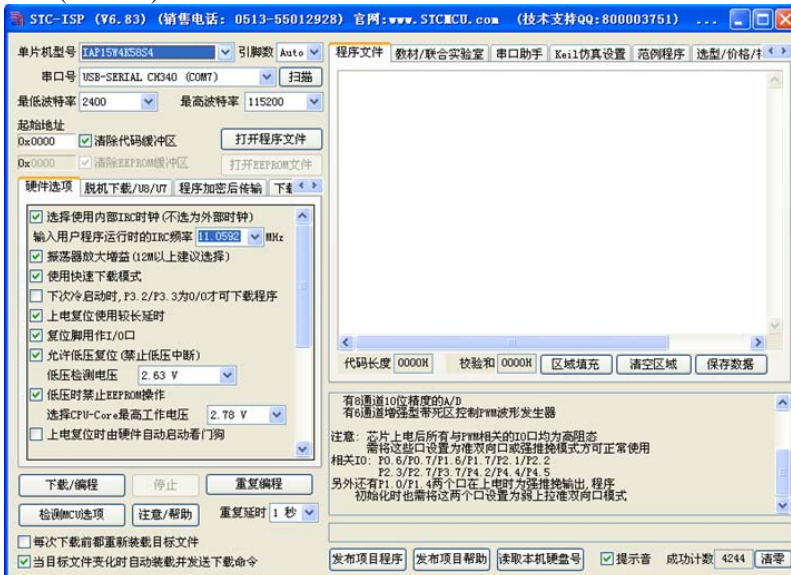 STC-ISP (V6.83) (销售电话: 0513-55012928) 官网:www.STCMCU.com (技术支持QQ:800003751) ...
单片机型号 IAP15W4K58S4 引脚数 Auto
串口号 USB-SERIAL CH340 (COM7) 扫描
最低波特率 2400 最高波特率 115200
起始地址
0x0000 清除代码缓冲区 打开程序文件
0x0000 清除EEPROM缓冲区 打开EEPROM文件
硬件选项 脱机下载/U8/U7 程序加密后传输
选择使用内部IRC时钟(不选为外部时钟)
输入用户程序运行时的IRC频率 11.0592 MHz
振荡器放大增益(12M以上建议选择)
使用快速下载模式
下次冷启动时,P3.2/P3.3为0/0才可下载程序
上电复位使用较长延时
复位脚用作I/O口
允许低压复位(禁止低压中断)
低压检测电压 2.63 V
低压时禁止EEPROM操作
选择CPU-Core最高工作电压 2.78 V
上电复位时由硬件自动启动看门狗
下载/编程 停止 重复编程
检测MCU选项 注意/帮助 重复延时 1 秒
每次下载前都重新装载目标文件
当目标文件变化时自动装载并发送下载命令
程序文件 教材/联合实验室 串口助手 Keil仿真设置 范例程序 选型/价格/
代码长度 0000H 校验和 0000H 区域填充 清空区域 保存数据
有8通道10位精度的A/D
有6通道增强型带死区控制PWM波形发生器
注意: 芯片上电后所有与PWM相关的IO口均为高阻态
需将这些口设置为准双向口或强推挽模式方可正常使用
相关IO: P0.6/P0.7/P1.6/P1.7/P2.1/P2.2
P2.3/P2.7/P3.7/P4.2/P4.4/P4.5
另外还有P1.0/P1.4两个口在上电时为强推挽输出,程序
初始化时也需将这两个口设置为弱上拉准双向口模式
发布项目程序 发布项目帮助 读取本机硬盘号 提示音 成功计数 4244 清零